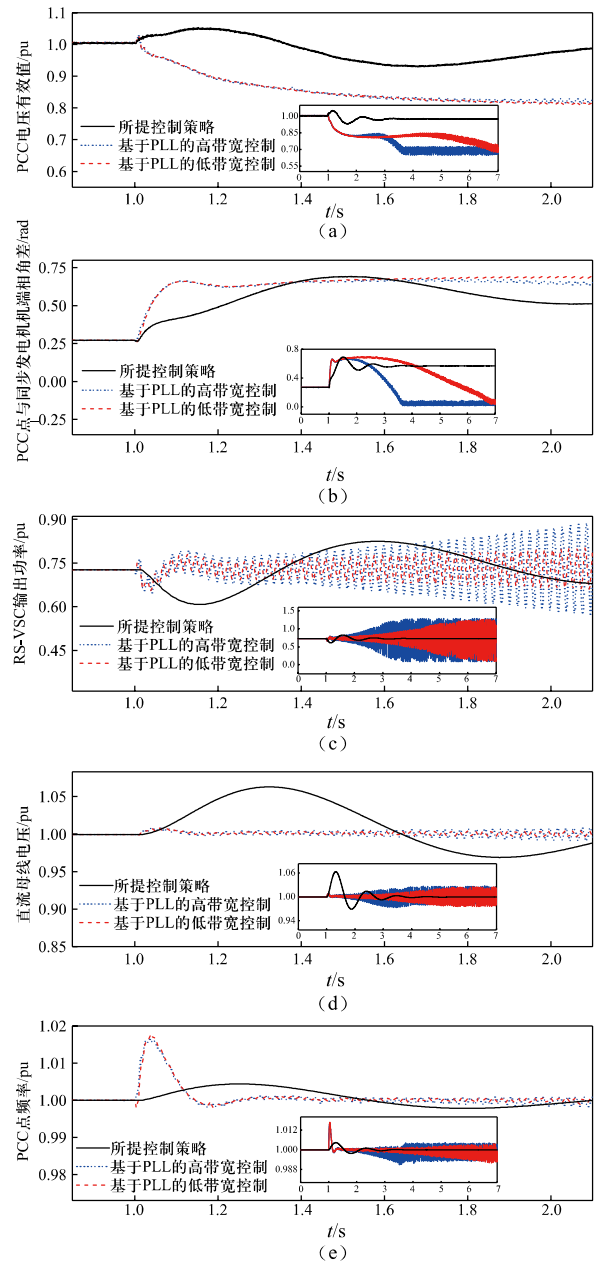 1.1
1.0
0.9
0.8
0.7
0.6
PCC电压有效值/pu
所提控制策略
基于PLL的高带宽控制
基于PLL的低带宽控制
1.00
0.85
0.70
0.55
0 1 2 3 4 5 6 7
1.0 1.2 1.4 1.6 1.8 2.0
t/s
(a)
0.75
0.50
0.25
0.00
−0.25
PCC点与同步发电机机端相角差/rad
所提控制策略
基于PLL的高带宽控制
基于PLL的低带宽控制
0.8
0.4
0.0
0 1 2 3 4 5 6 7
1.0 1.2 1.4 1.6 1.8 2.0
t/s
(b)
0.90
0.75
0.60
0.45
RS-VSC输出功率/pu
所提控制策略
基于PLL的高带宽控制
基于PLL的低带宽控制
1.5
1.0
0.5
0.0
0 1 2 3 4 5 6 7
1.0 1.2 1.4 1.6 1.8 2.0
t/s
(c)
1.05
1.00
0.95
0.90
0.85
直流母线电压/pu
所提控制策略
基于PLL的高带宽控制
基于PLL的低带宽控制
1.06
1.00
0.94
0 1 2 3 4 5 6 7
1.0 1.2 1.4 1.6 1.8 2.0
t/s
(d)
1.02
1.01
1.00
0.99
0.98
PCC点频率/pu
所提控制策略
基于PLL的高带宽控制
基于PLL的低带宽控制
1.012
1.000
0.988
0 1 2 3 4 5 6 7
1.0 1.2 1.4 1.6 1.8 2.0
t/s
(e)